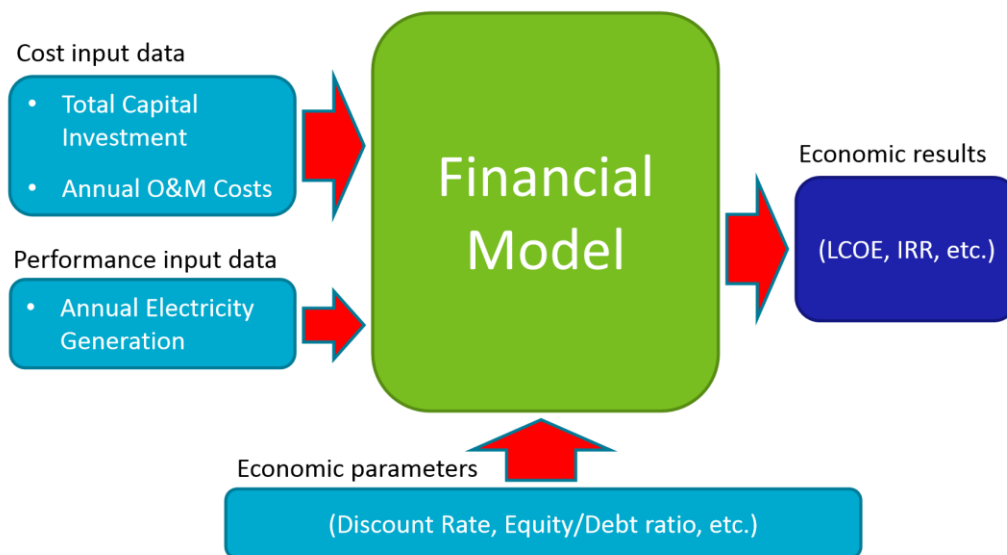 Cost input data
• Total Capital
Investment
• Annual O&M Costs
Performance input data
• Annual Electricity
Generation
Financial
Model
Economic results
(LCOE, IRR, etc.)
Economic parameters
(Discount Rate, Equity/Debt ratio, etc.)